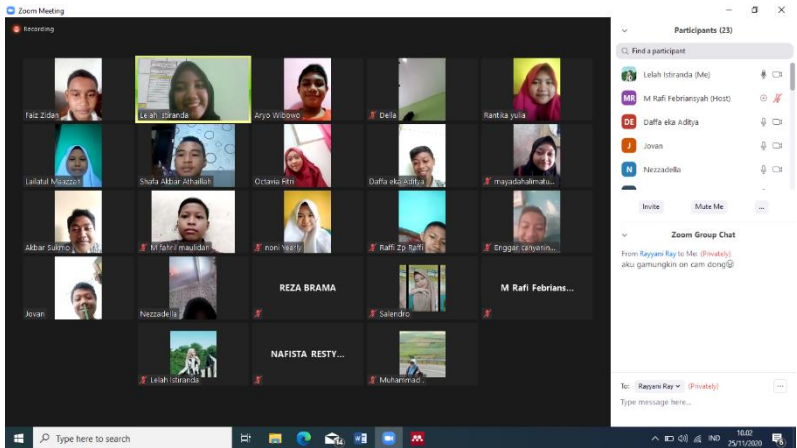 Zoom Meeting
Recording
Participants (23)
Find a participant
Faiz Zidan
Lelah Istiranda
Aryo Wibowo
Della
Rantika yulia
Lelah Istiranda (Me)
MR M Rafi Febriansyah (Host)
DE Daffa eka Aditya
J Jovan
N Nezzadella
Lailatul Maazzah
Shafa Akbar Athaillah
Octavia Fitri
Daffa eka Aditya
mayadahalimatu...
Invite Mute Me ...
Akbar Sukmo
M fahril maulidan
noni Yearly
Raffi Zp Raffi
Enggar
Zoom Group Chat
From Rayyani Ray to Me: (Privately)
aku gamungkin on cam dong
Jovan
Nezzadella
REZA BRAMA
Salendro
M Rafi Febrians...
Lelah Istiranda
NAFISTA RESTY...
Muhammad
To: Rayyani Ray (Privately)
Type message here...
Type here to search
IND
10.02
25/11/2020